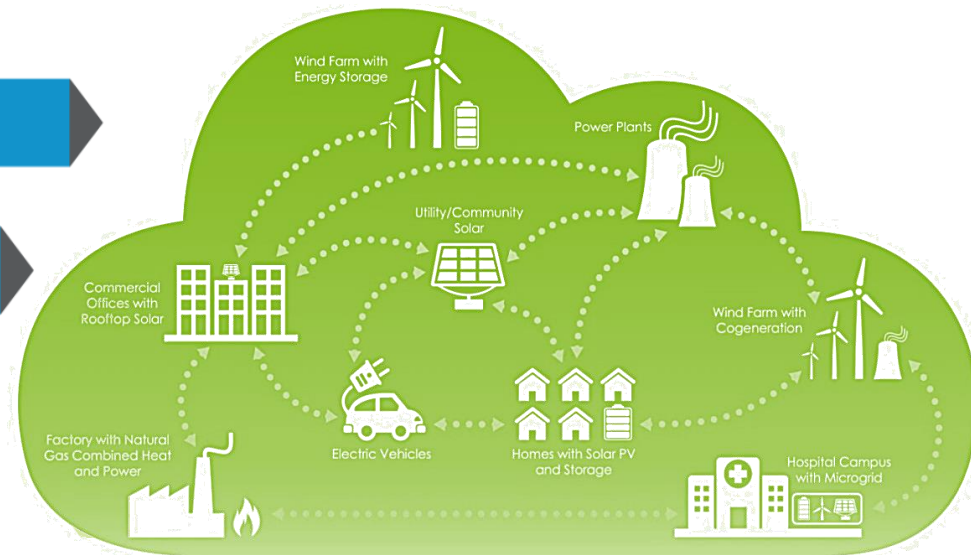 Wind Farm with
Energy Storage
Power Plants
Utility/Community
Solar
Commercial
Offices with
Rooftop Solar
Wind Farm with
Cogeneration
Factory with Natural
Gas Combined Heat
and Power
Electric Vehicles
Homes with Solar PV
and Storage
Hospital Campus
with Microgrid